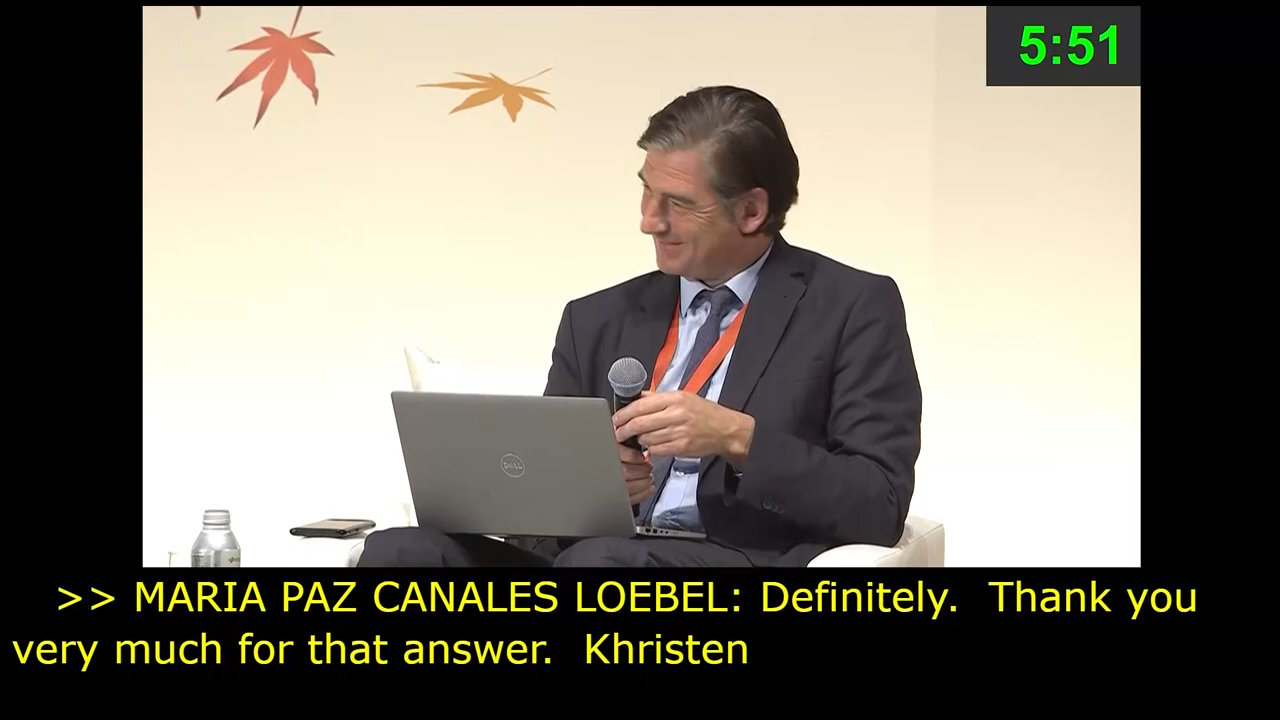 5:51
DELL
>> MARIA PAZ CANALES LOEBEL: Definitely.  Thank you
very much for that answer.  Khristen